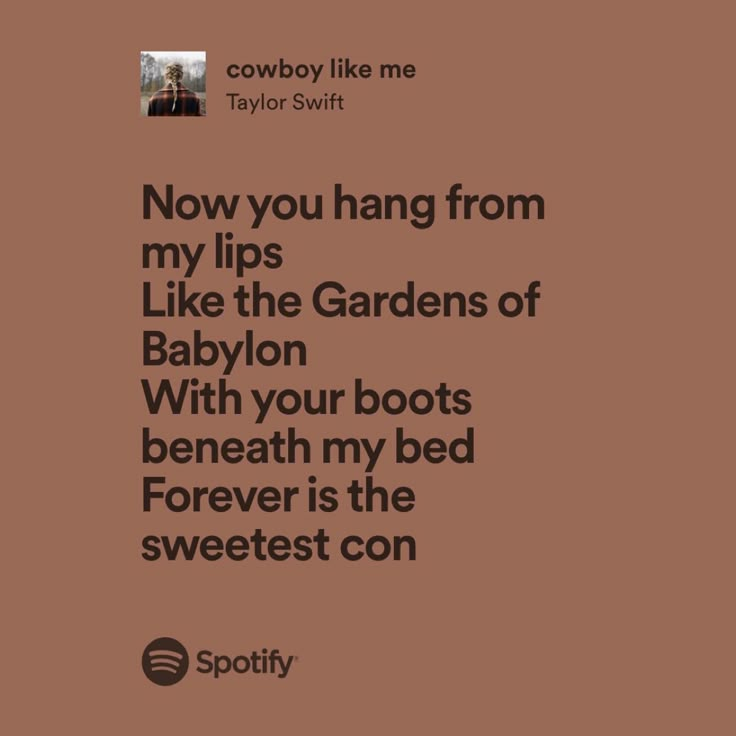 cowboy like me
Taylor Swift
Now you hang from
my lips
Like the Gardens of
Babylon
With your boots
beneath my bed
Forever is the
sweetest con
Spotify